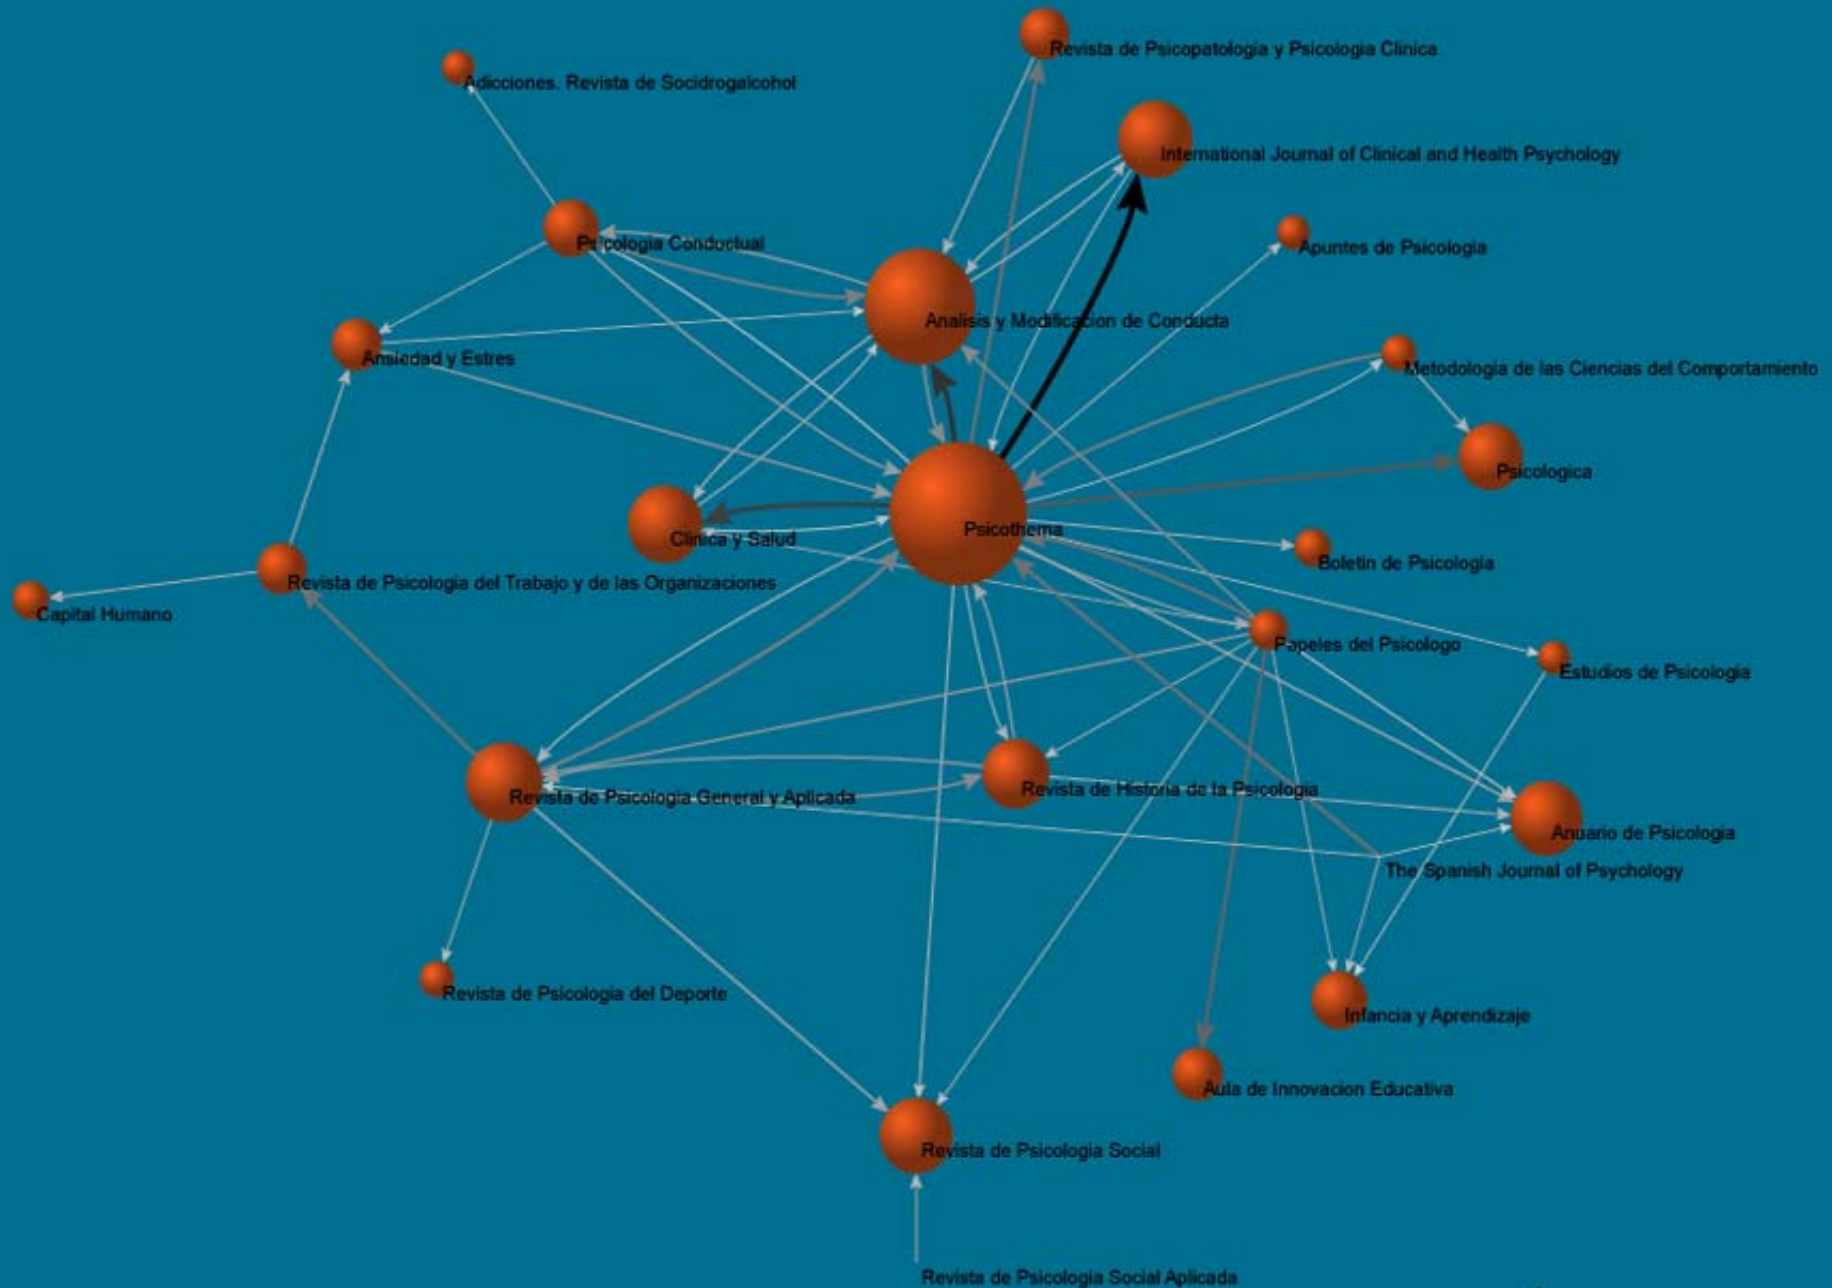 Revista de Psicopatologia y Psicologia Clinica
Adicciones. Revista de Socidrogalcohol
International Journal of Clinical and Health Psychology
Psicologia Conductual
Apuntes de Psicologia
Analisis y Modificacion de Conducta
Ansiedad y Estres
Metodologia de las Ciencias del Comportamiento
Psicologica
Psicothema
Clinica y Salud
Boletin de Psicologia
Revista de Psicologia del Trabajo y de las Organizaciones
Capital Humano
Papeles del Psicologo
Estudios de Psicologia
Revista de Historia de la Psicologia
Revista de Psicologia General y Aplicada
Anuario de Psicologia
The Spanish Journal of Psychology
Revista de Psicologia del Deporte
Infancia y Aprendizaje
Aula de Innovacion Educativa
Revista de Psicologia Social
Revista de Psicologia Social Aplicada